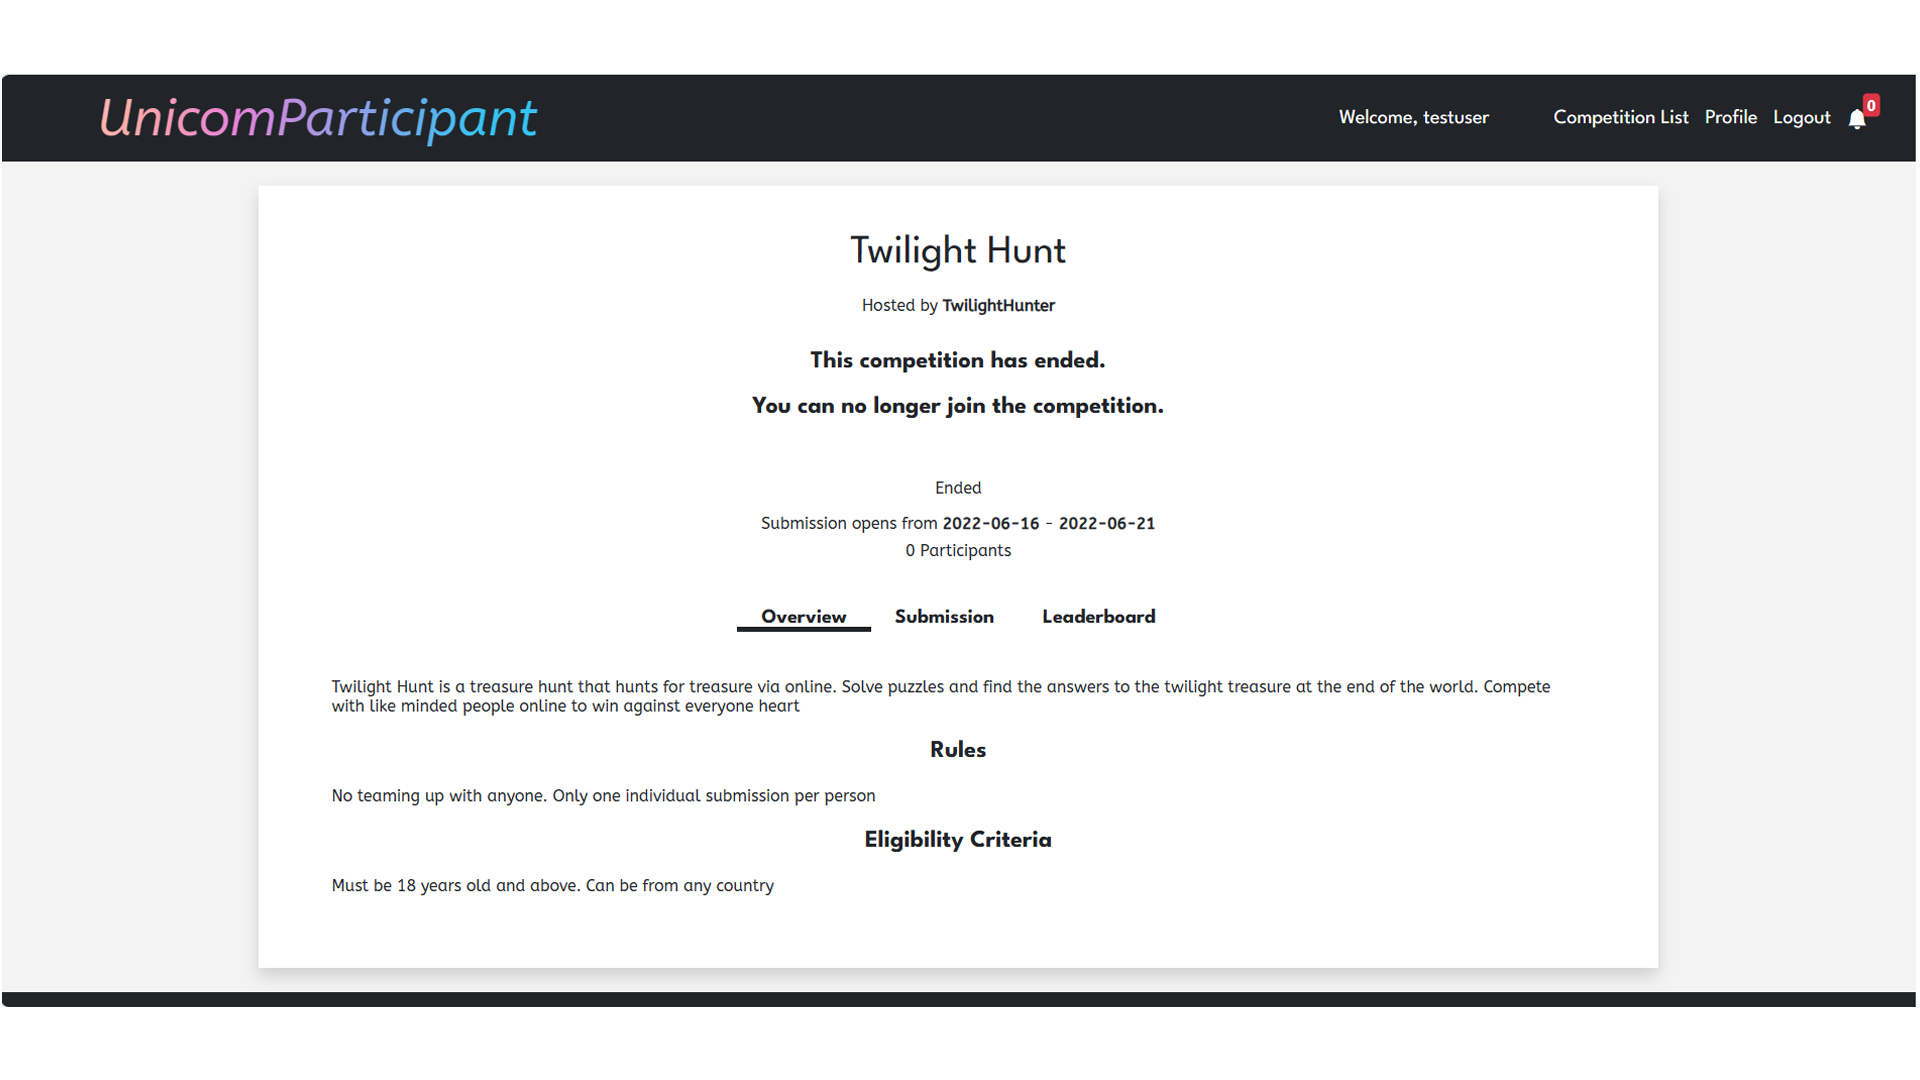 UnicomParticipant
Welcome, testuser
Competition List Profile Logout 0
Twilight Hunt
Hosted by TwilightHunter
This competition has ended.
You can no longer join the competition.
Ended
Submission opens from 2022-06-16 - 2022-06-21
0 Participants
Overview Submission Leaderboard
Twilight Hunt is a treasure hunt that hunts for treasure via online. Solve puzzles and find the answers to the twilight treasure at the end of the world. Compete
with like minded people online to win against everyone heart
Rules
No teaming up with anyone. Only one individual submission per person
Eligibility Criteria
Must be 18 years old and above. Can be from any country